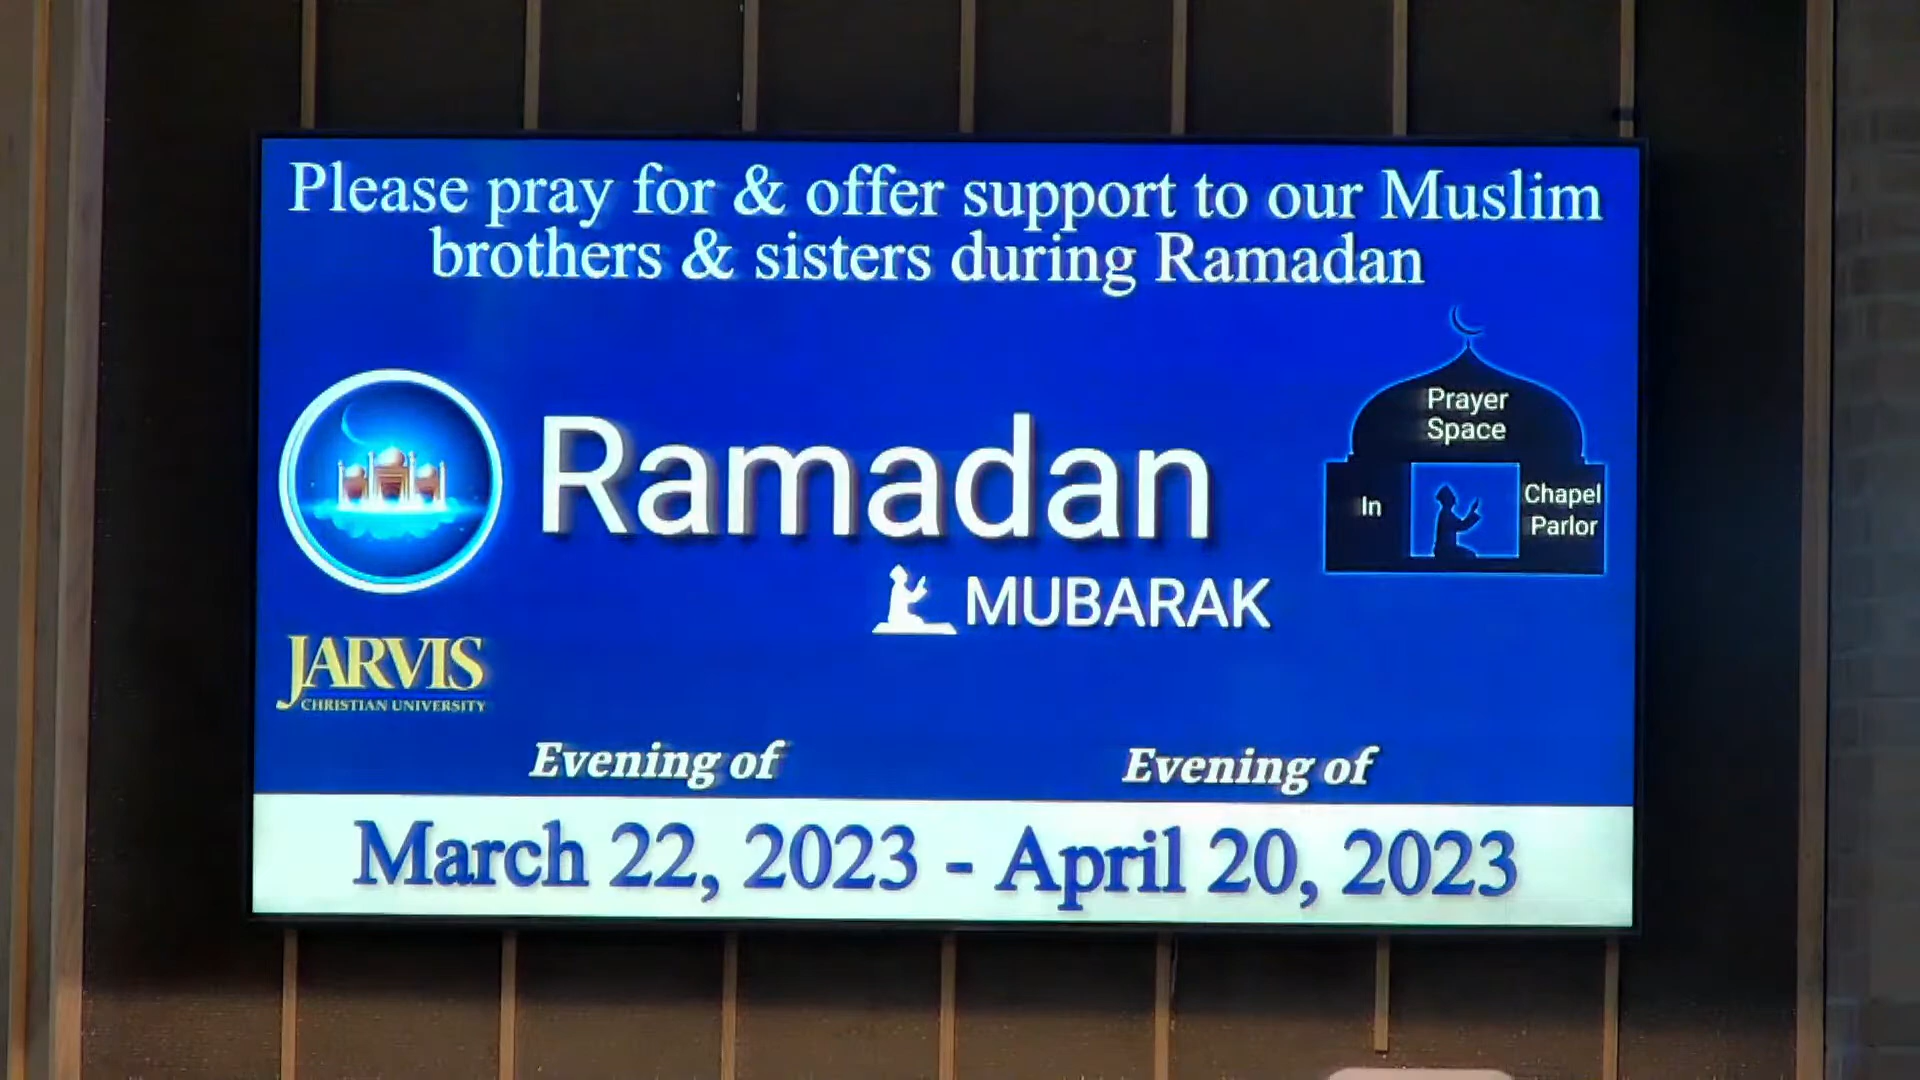 Please pray for & offer support to our Muslim
brothers & sisters during Ramadan
Prayer
Space
In
Chapel
Parlor
Ramadan
MUBARAK
JARVIS
CHRISTIAN UNIVERSITY
Evening of
Evening of
March 22, 2023 - April 20, 2023